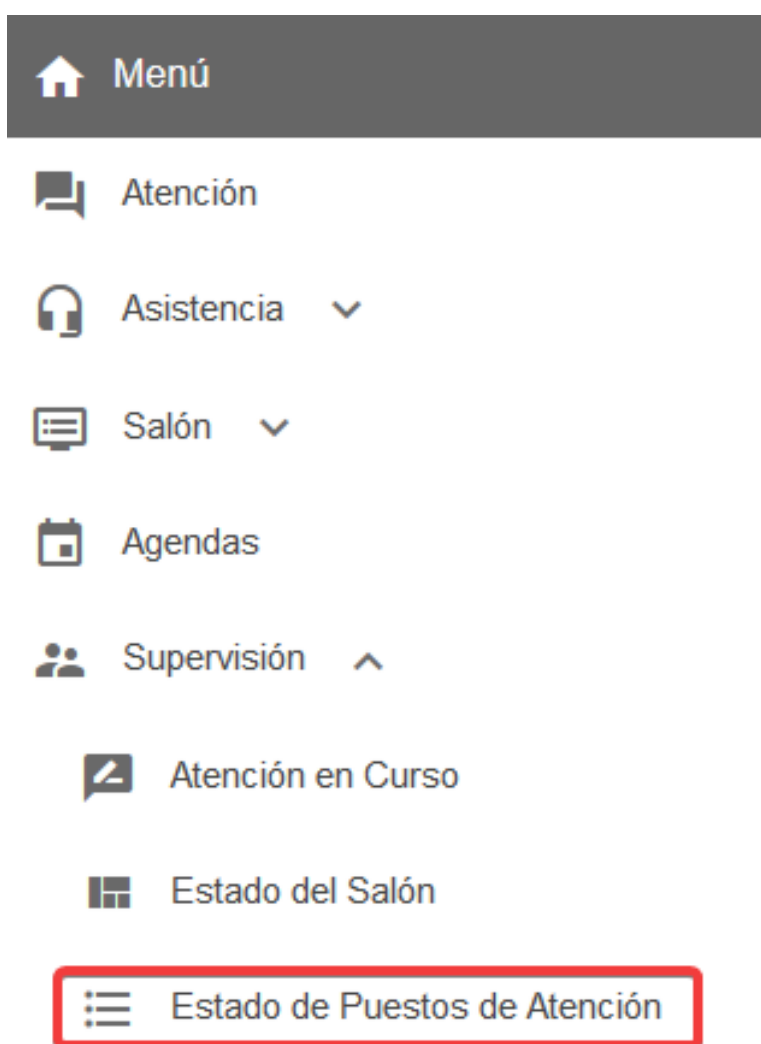 Menú
Atención
Asistencia
Salón
Agendas
Supervisión
Atención en Curso
Estado del Salón
Estado de Puestos de Atención